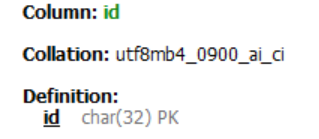 Column: id
Collation: utf8mb4_0900_ai_ci
Definition:
id char(32) PK